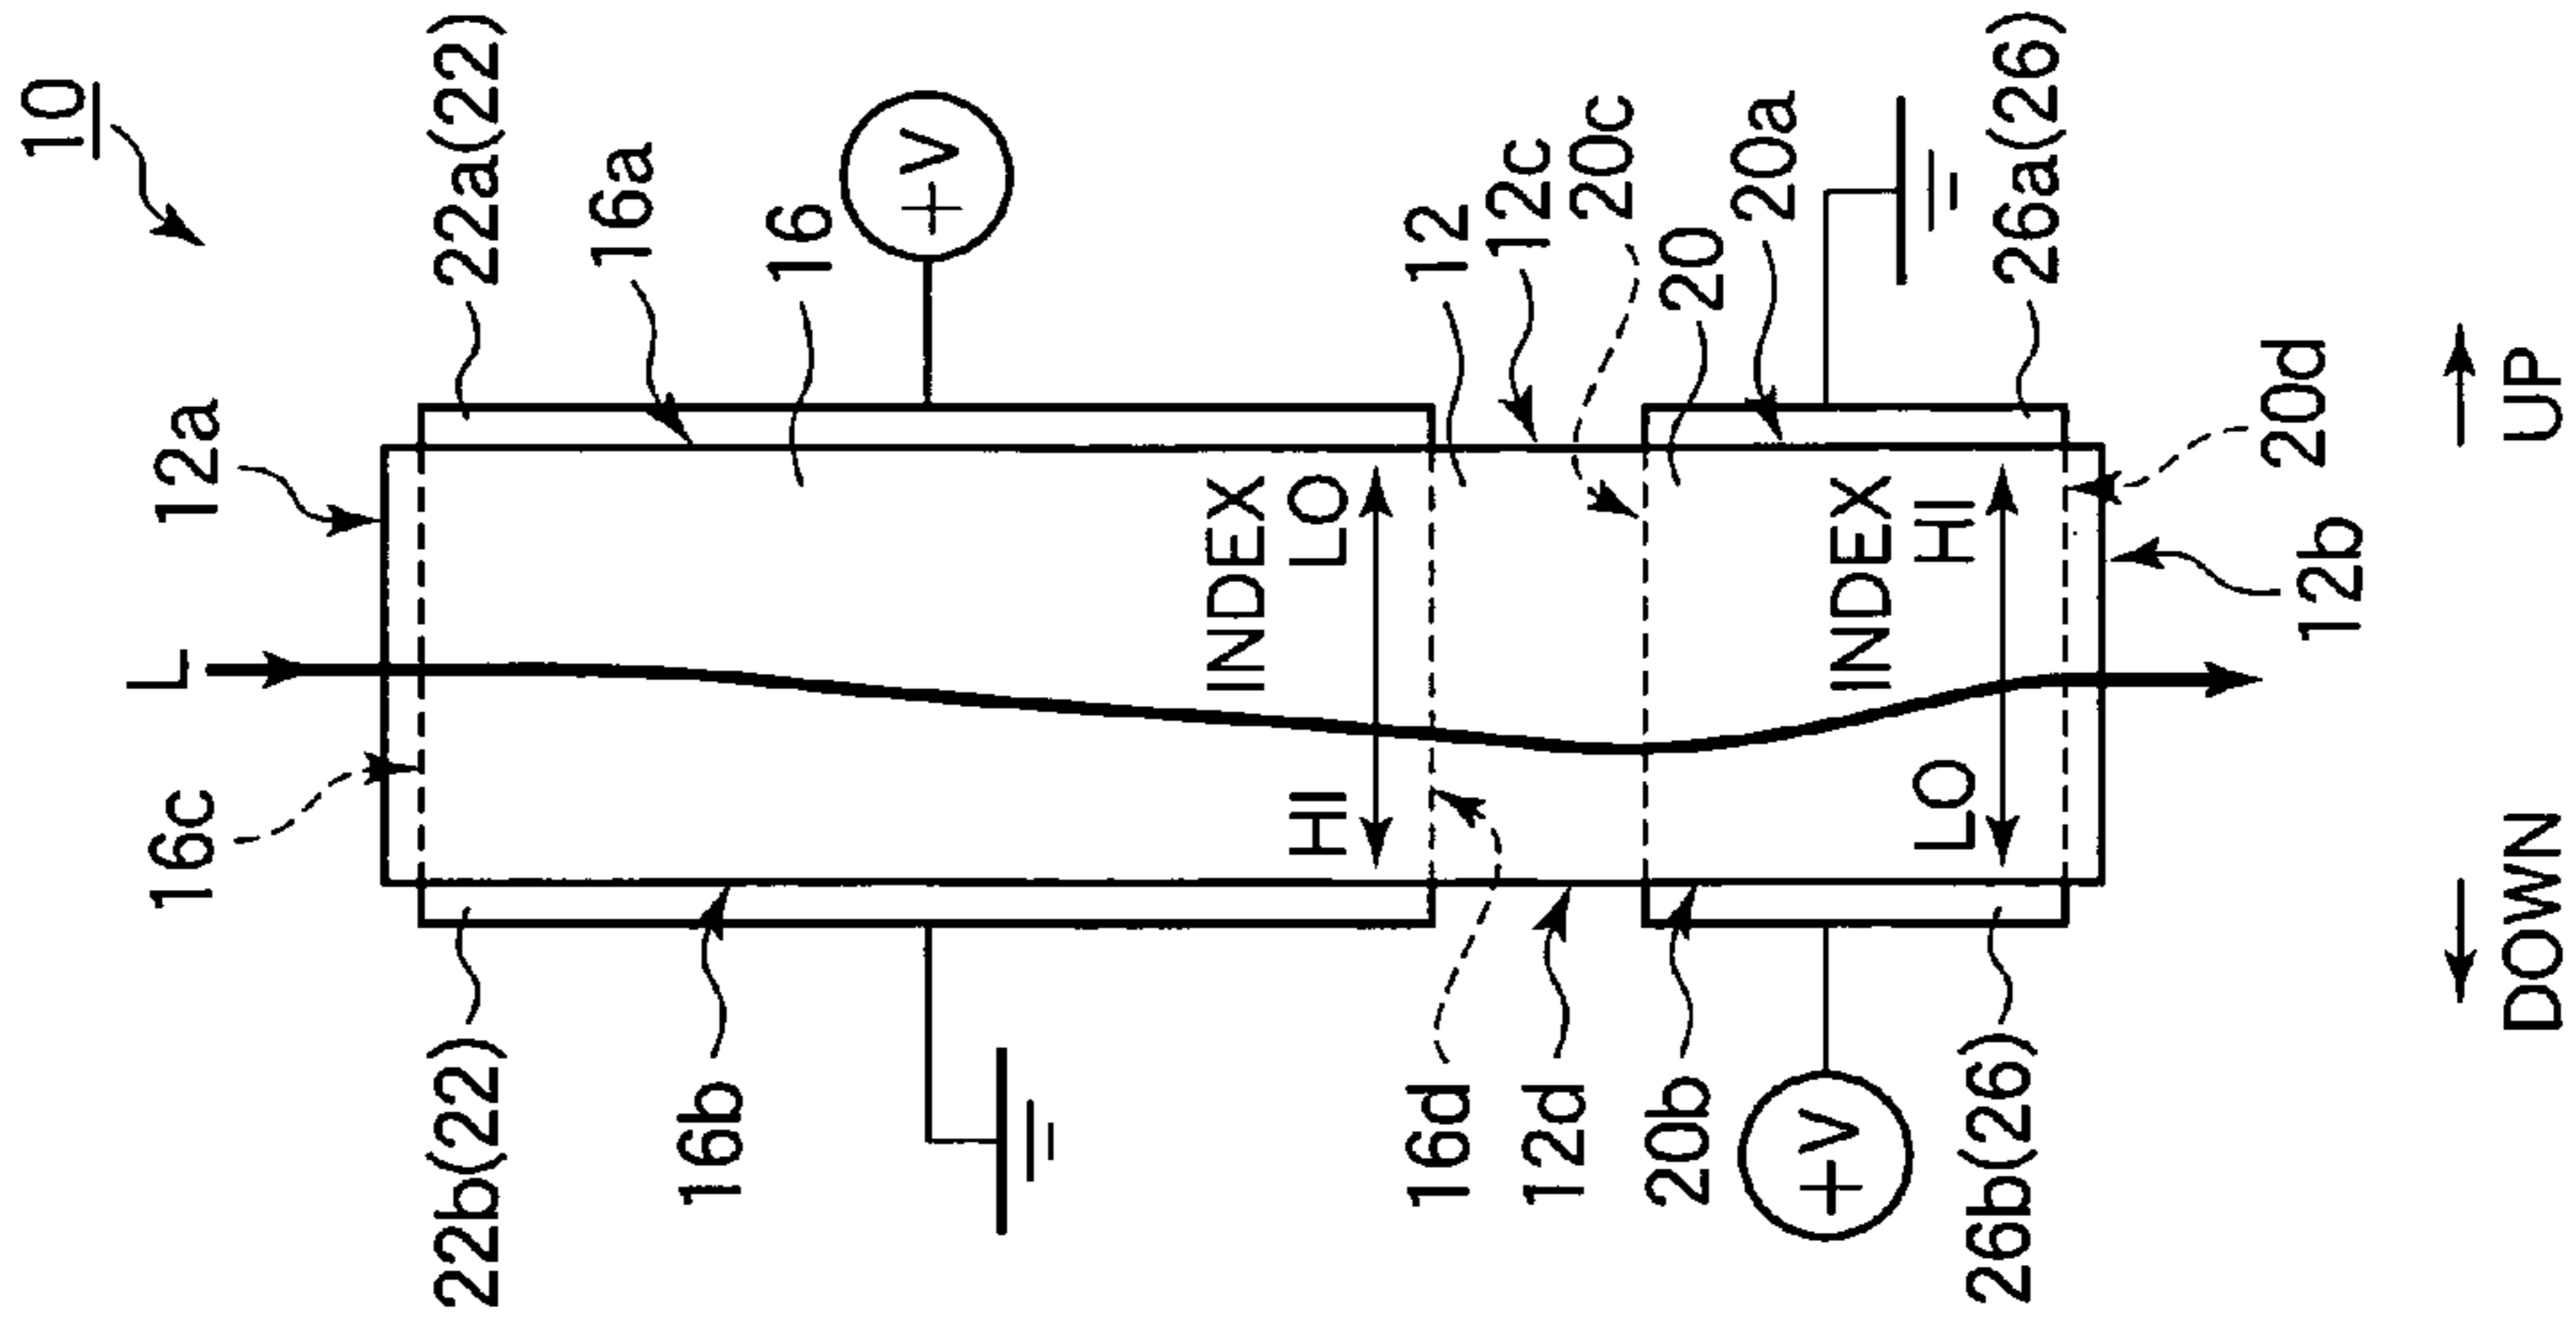 10
22a(22)
16a
16
+V
12
12c
20c
20
20a
26a(26)
12a
L
16c
INDEX
LO
HI
INDEX
HI
LO
20d
12b
22b(22)
16b
16d
12d
20b
+V
26b(26)
UP
DOWN